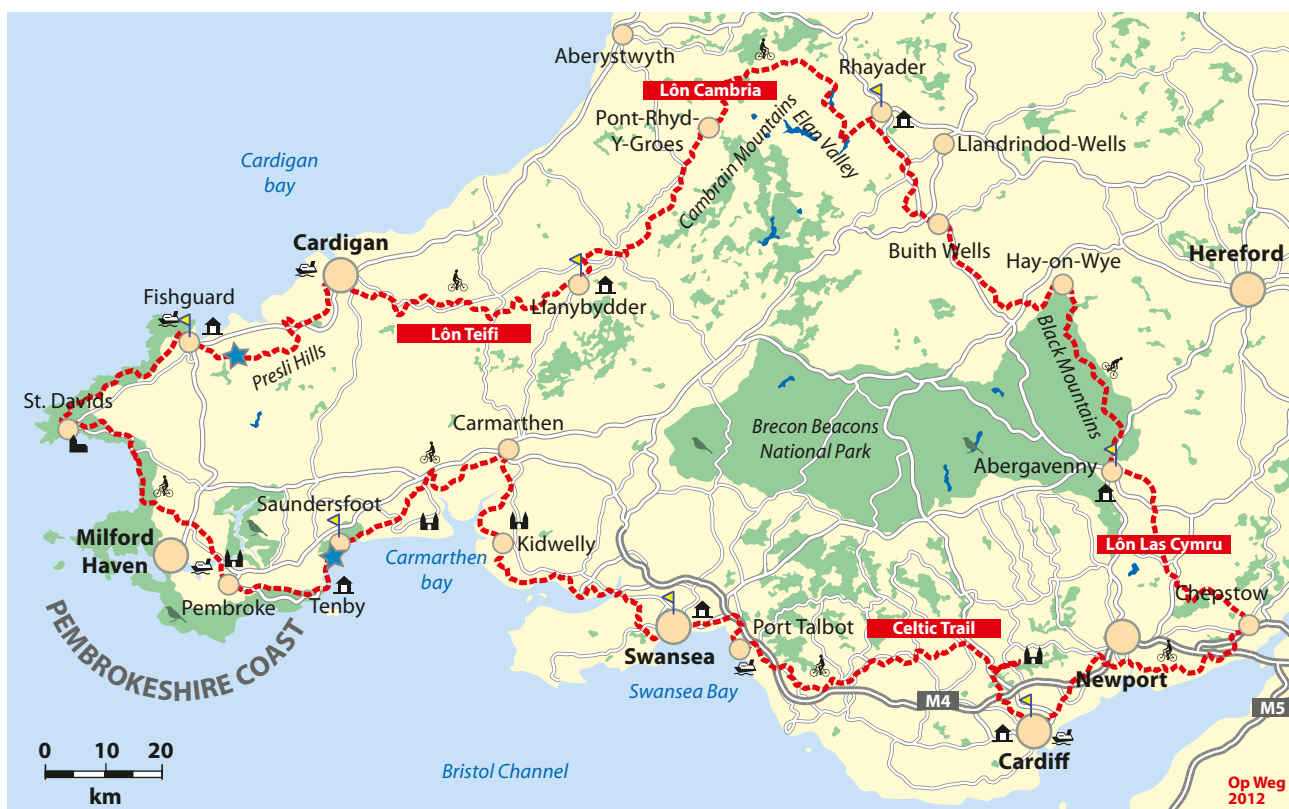 Aberystwyth
Rhayader
Lôn Cambria
Pont-Rhyd-
Y-Groes
Cambrain Mountains
Elan Valley
Llandrindod-Wells
Cardigan
bay
Cardigan
Buith Wells
Hay-on-Wye
Hereford
Fishguard
Llanybydder
Lôn Teifi
Presli Hills
Black Mountains
St. Davids
Carmarthen
Brecon Beacons
National Park
Abergavenny
Saundersfoot
Milford
Haven
Carmarthen
bay
Kidwelly
Lôn Las Cymru
Pembroke
Tenby
Chepstow
PEMBROKESHIRE COAST
Port Talbot
Celtic Trail
Swansea
Newport
Swansea Bay
M4
M5
Cardiff
0 10 20
km
Bristol Channel
Op Weg
2012